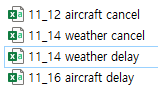 11_12 aircraft cancel
11_14 weather cancel
11_14 weather delay
11_16 aircraft delay